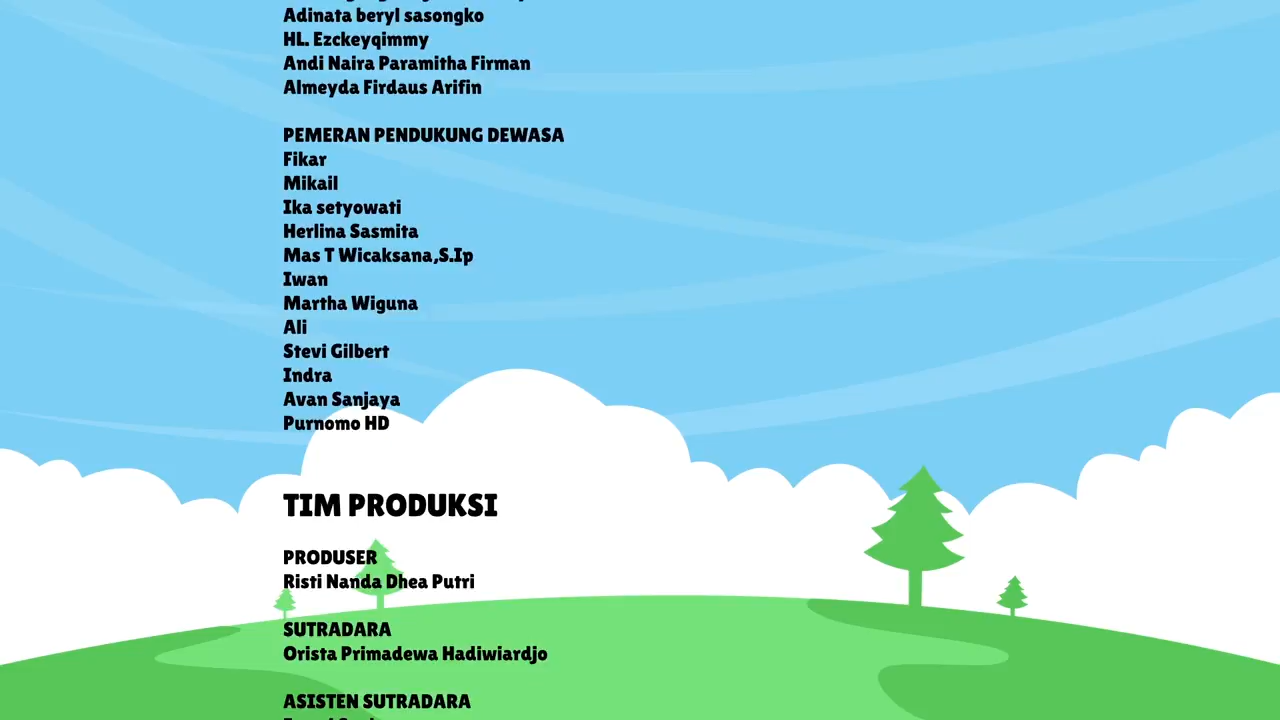 Adinata beryl sasongko
HL. Ezckeyqimmy
Andi Naira Paramitha Firman
Almeyda Firdaus Arifin
PEMERAN PENDUKUNG DEWASA
Fikar
Mikail
Ika setyowati
Herlina Sasmita
Mas T Wicaksana,S.Ip
Iwan
Martha Wiguna
Ali
Stevi Gilbert
Indra
Avan Sanjaya
Purnomo HD
TIM PRODUKSI
PRODUSER
Risti Nanda Dhea Putri
SUTRADARA
Orista Primadewa Hadiwiardjo
ASISTEN SUTRADARA